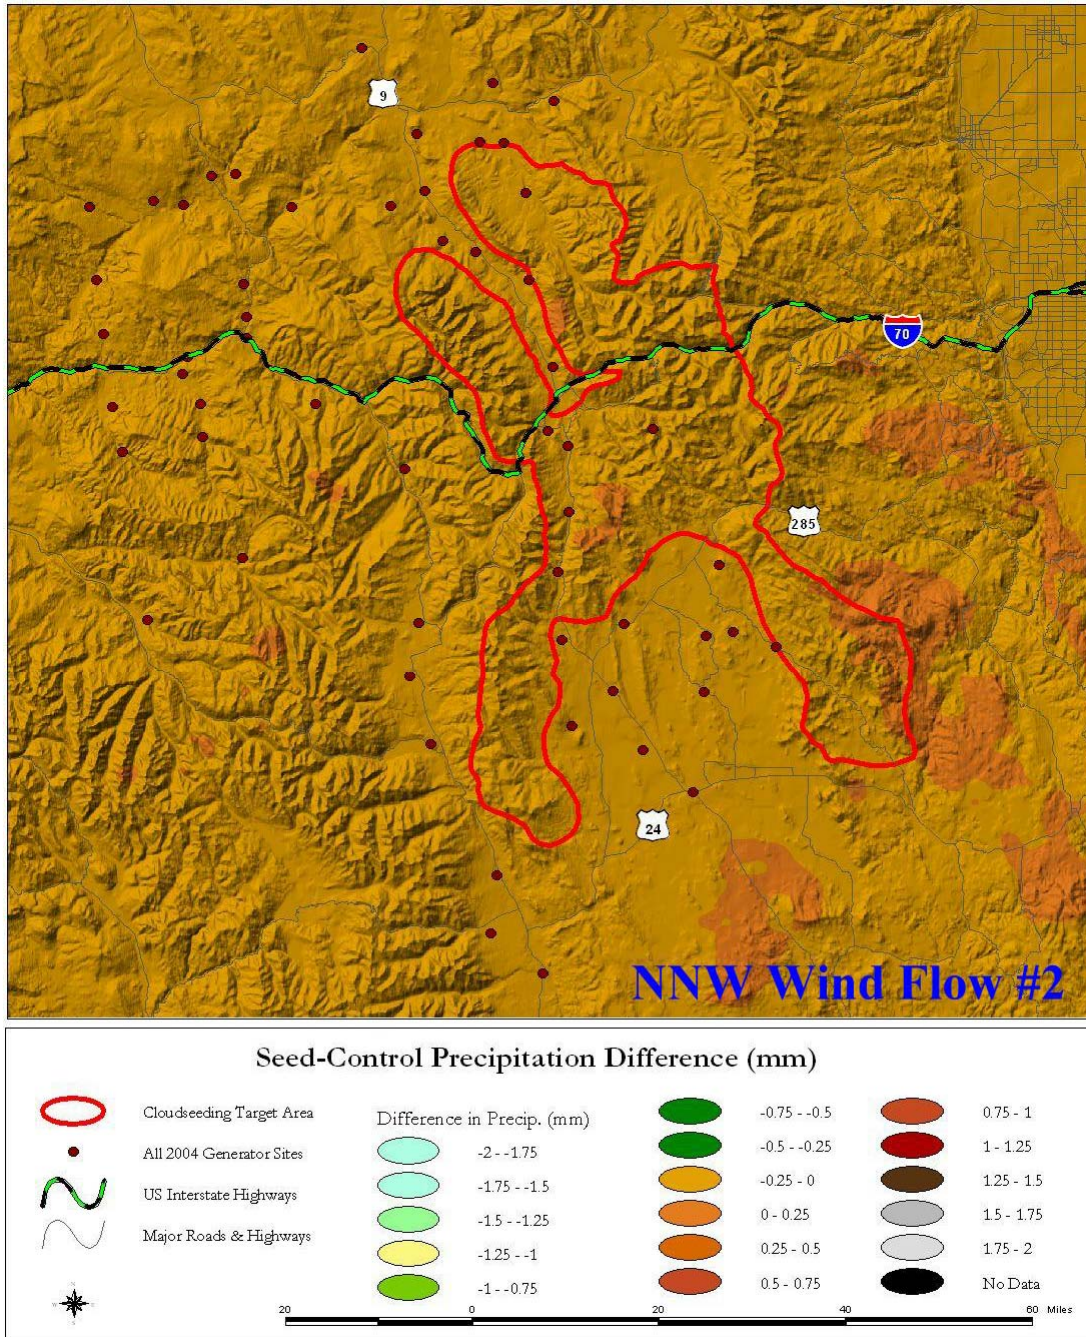 9
70
285
24
NNW Wind Flow #2
Seed-Control Precipitation Difference (mm)
Cloudseeding Target Area
All 2004 Generator Sites
US Interstate Highways
Major Roads & Highways
Difference in Precip. (mm)
-2 - -1.75
-1.75 - -1.5
-1.5 - -1.25
-1.25 - -1
-1 - -0.75
-0.75 - -0.5
-0.5 - -0.25
-0.25 - 0
0 - 0.25
0.25 - 0.5
0.5 - 0.75
0.75 - 1
1 - 1.25
1.25 - 1.5
1.5 - 1.75
1.75 - 2
No Data
20 0 20 40 60 Miles